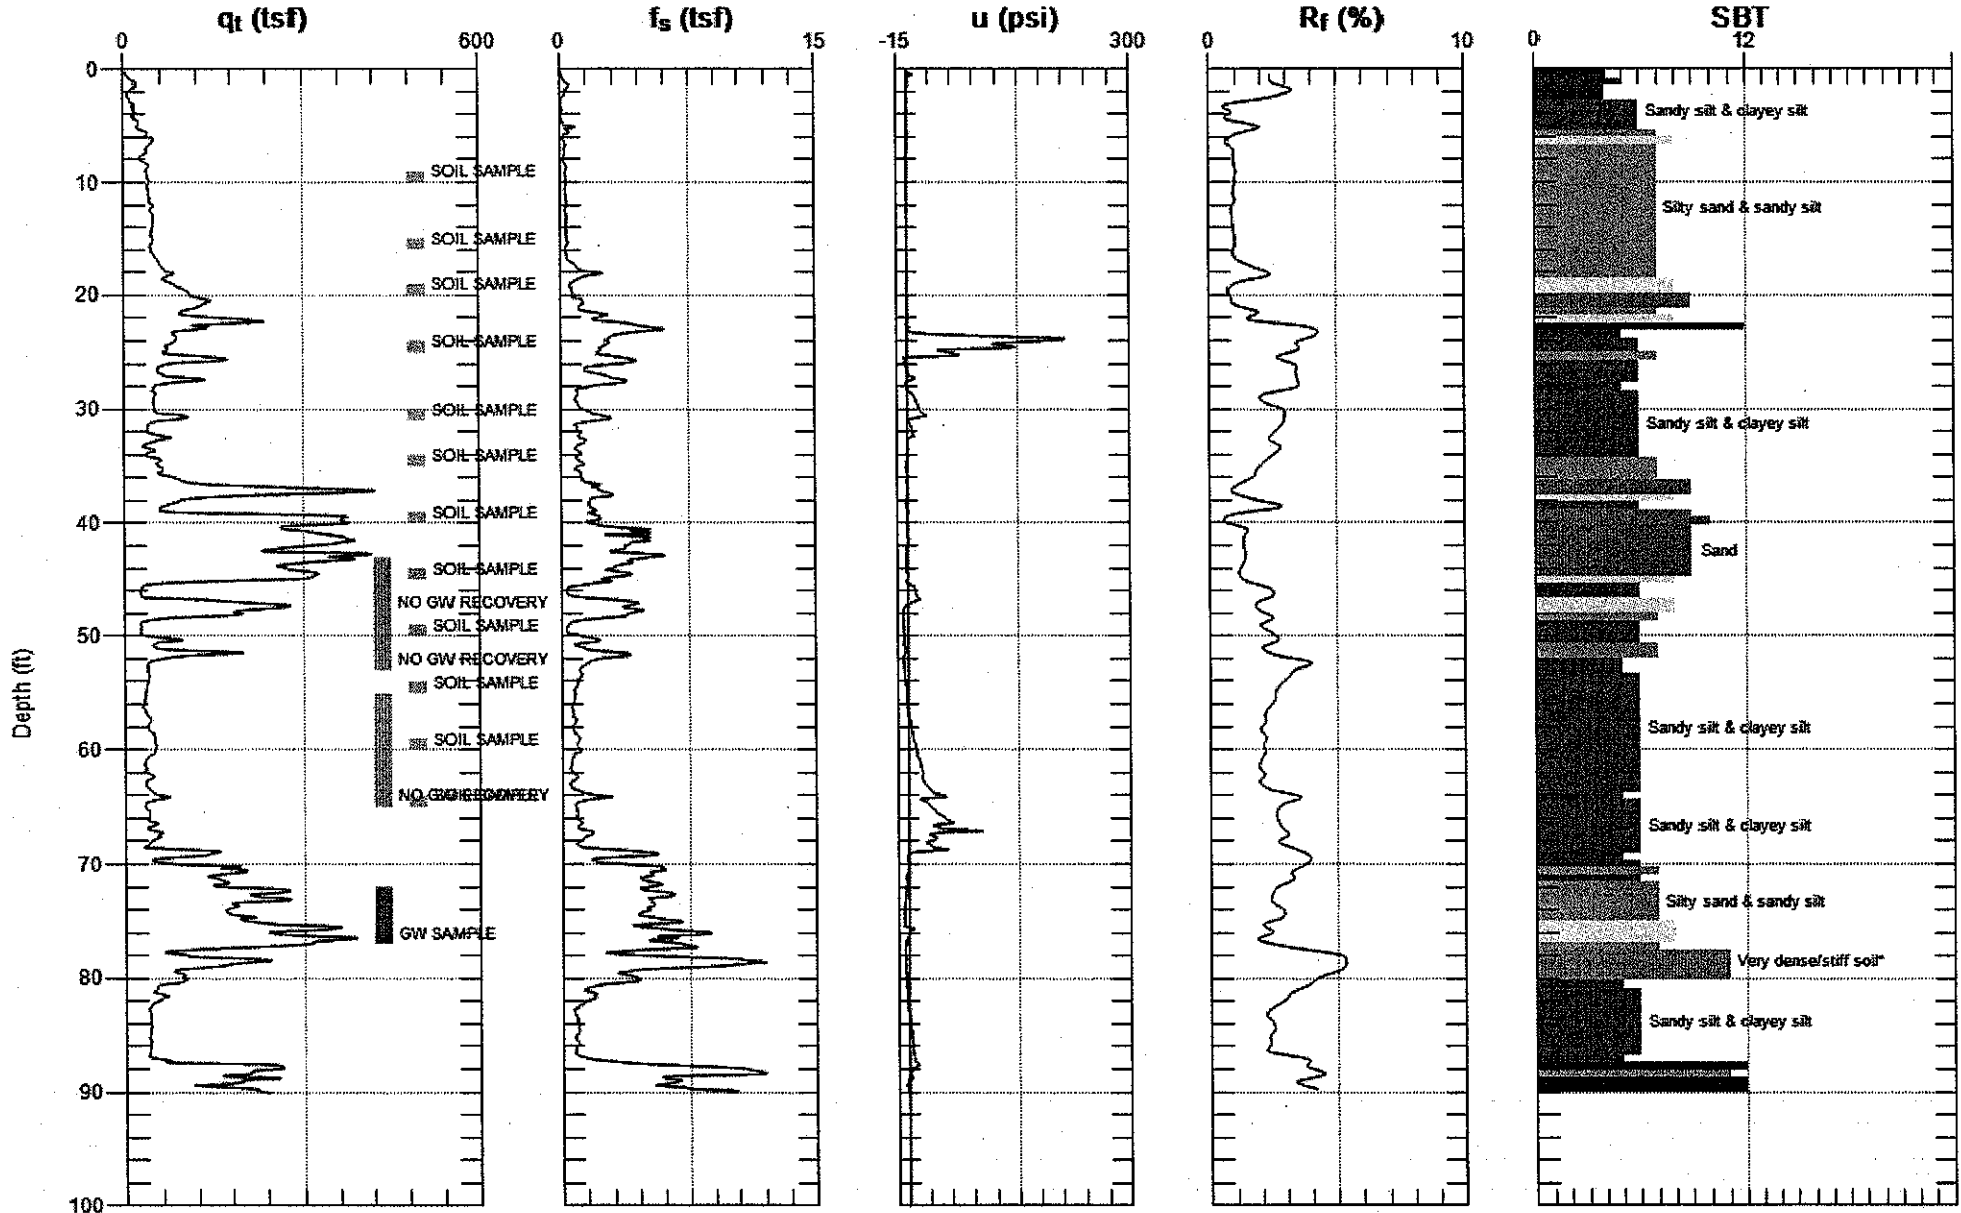 qt (tsf)
fs (tsf)
u (psi)
Rf (%)
SBT
0 600
0 15
-15 300
0 10
0 12
0
Sandy silt & clayey silt
SOIL SAMPLE
10
Silty sand & sandy silt
SOIL SAMPLE
SOIL SAMPLE
20
SOIL SAMPLE
30
SOIL SAMPLE
Sandy silt & clayey silt
SOIL SAMPLE
SOIL SAMPLE
40
Sand
SOIL SAMPLE
NO GW RECOVERY
SOIL SAMPLE
50
NO GW RECOVERY
SOIL SAMPLE
Depth (ft)
Sandy silt & clayey silt
SOIL SAMPLE
60
NO GW RECOVERY
Sandy silt & clayey silt
70
Silty sand & sandy silt
GW SAMPLE
Very dense/stiff soil*
80
Sandy silt & clayey silt
90
100